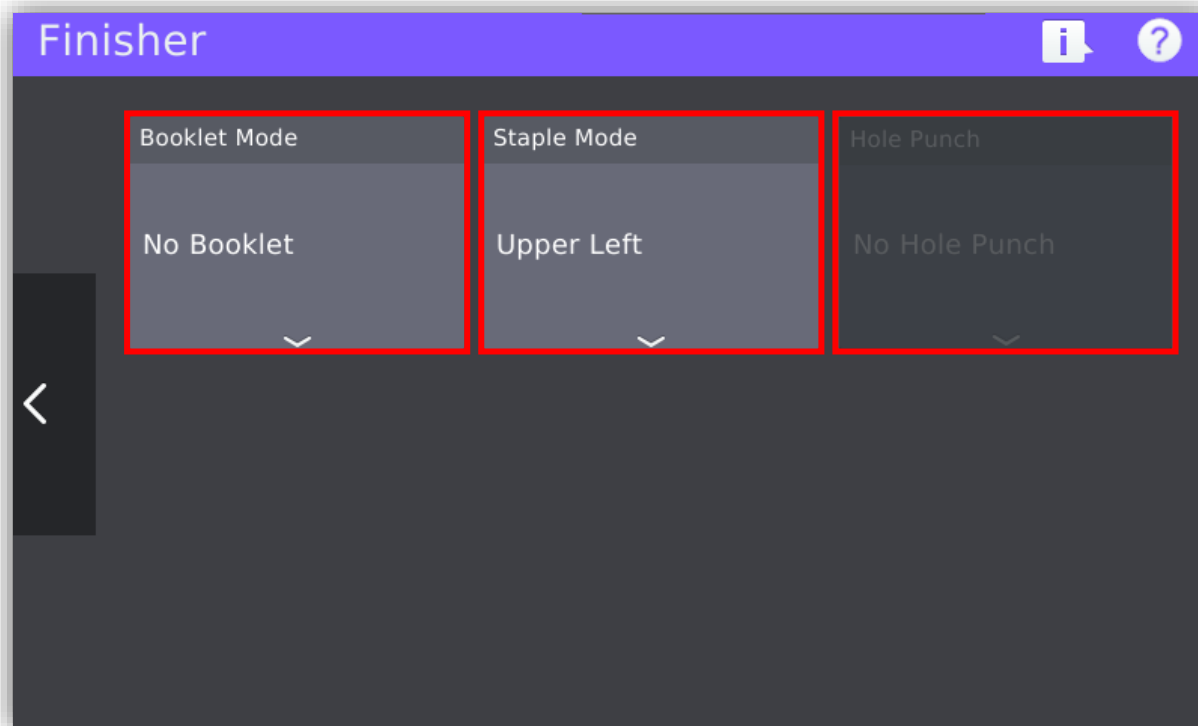 Finisher
i
?
Booklet Mode
Staple Mode
Hole Punch
No Booklet
Upper Left
No Hole Punch